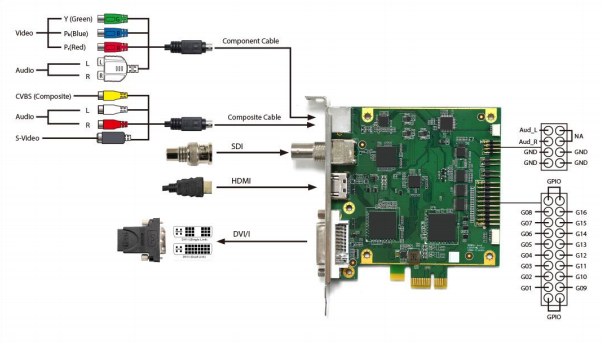 Y (Green)
Video
PB(Blue)
Pr(Red)
Component Cable
L
Audio
R
CVBS (Composite)
L
Audio
Composite Cable
R
S-Video
SDI
HDMI
DVI/I
Aud_L
NA
Aud_R
GND
GND
GND
GND
GPIO
G08
G16
G07
G15
G06
G14
G05
G13
G04
G12
G03
G11
G02
G10
G01
G09
GPIO